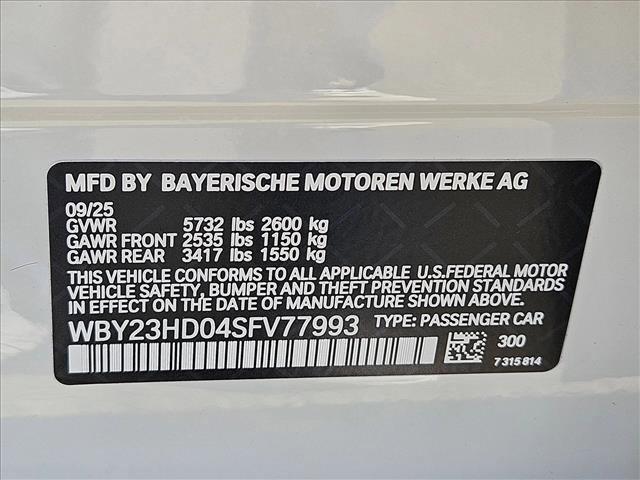 MFD BY BAYERISCHE MOTOREN WERKE AG
09/25
GVWR 5732 lbs 2600 kg
GAWR FRONT 2535 lbs 1150 kg
GAWR REAR 3417 lbs 1550 kg
THIS VEHICLE CONFORMS TO ALL APPLICABLE U.S.FEDERAL MOTOR
VEHICLE SAFETY, BUMPER AND THEFT PREVENTION STANDARDS
IN EFFECT ON THE DATE OF MANUFACTURE SHOWN ABOVE.
WBY23HD04SFV77993 TYPE: PASSENGER CAR
300
7 315 814